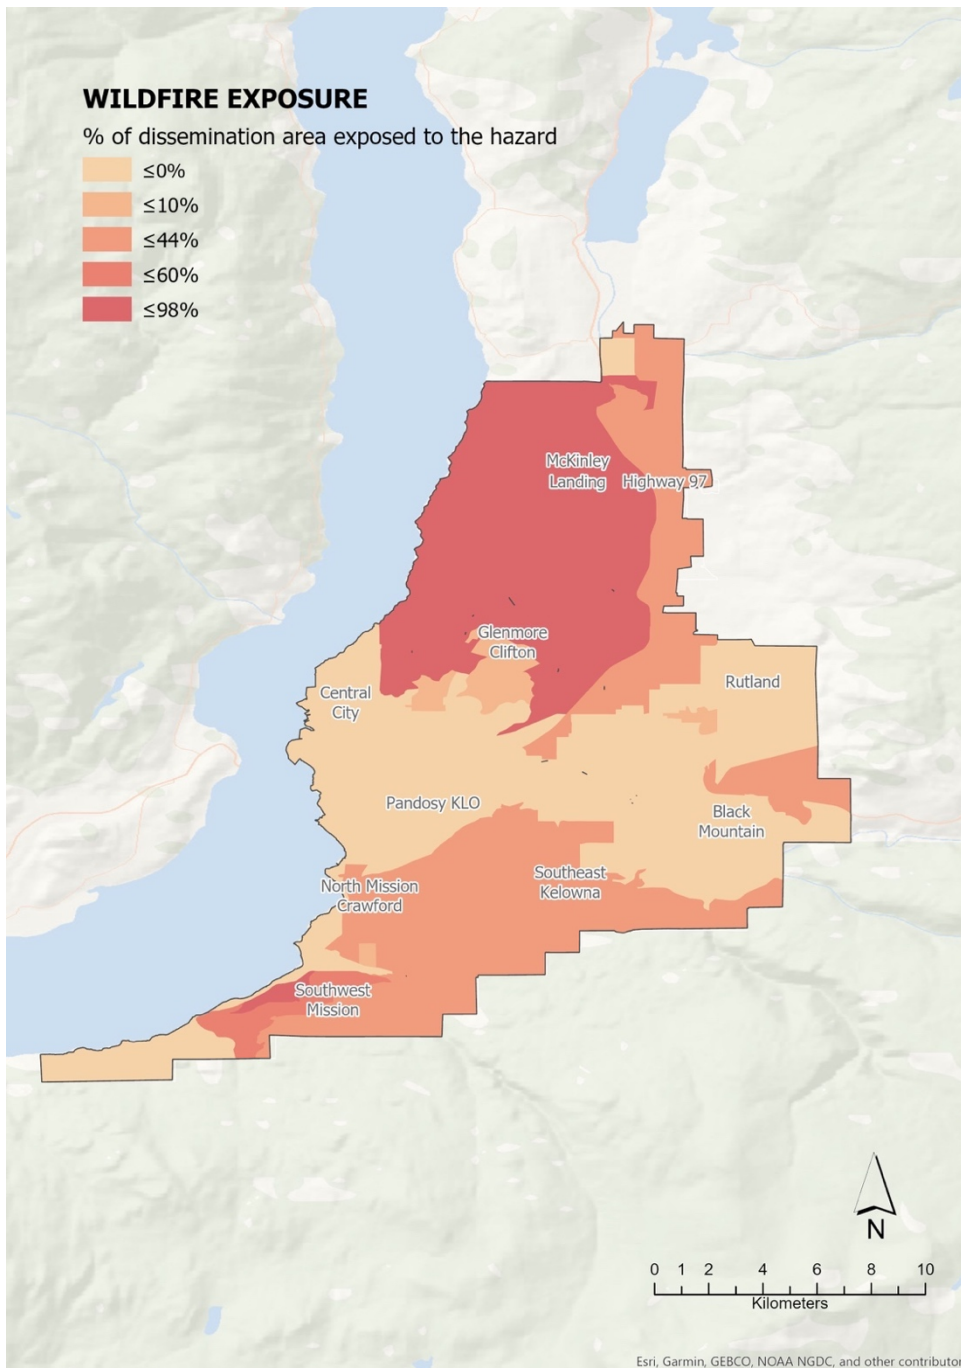 WILDFIRE EXPOSURE
% of dissemination area exposed to the hazard
≤0%
≤10%
≤44%
≤60%
≤98%
McKinley
Landing
Highway 97
Glenmore
Clifton
Rutland
Central
City
Pandosy KLO
Black
Mountain
North Mission
Crawford
Southeast
Kelowna
Southwest
Mission
N
0 1 2 4 6 8 10
Kilometers
Esri, Garmin, GEBCO, NOAA NGDC, and other contributor